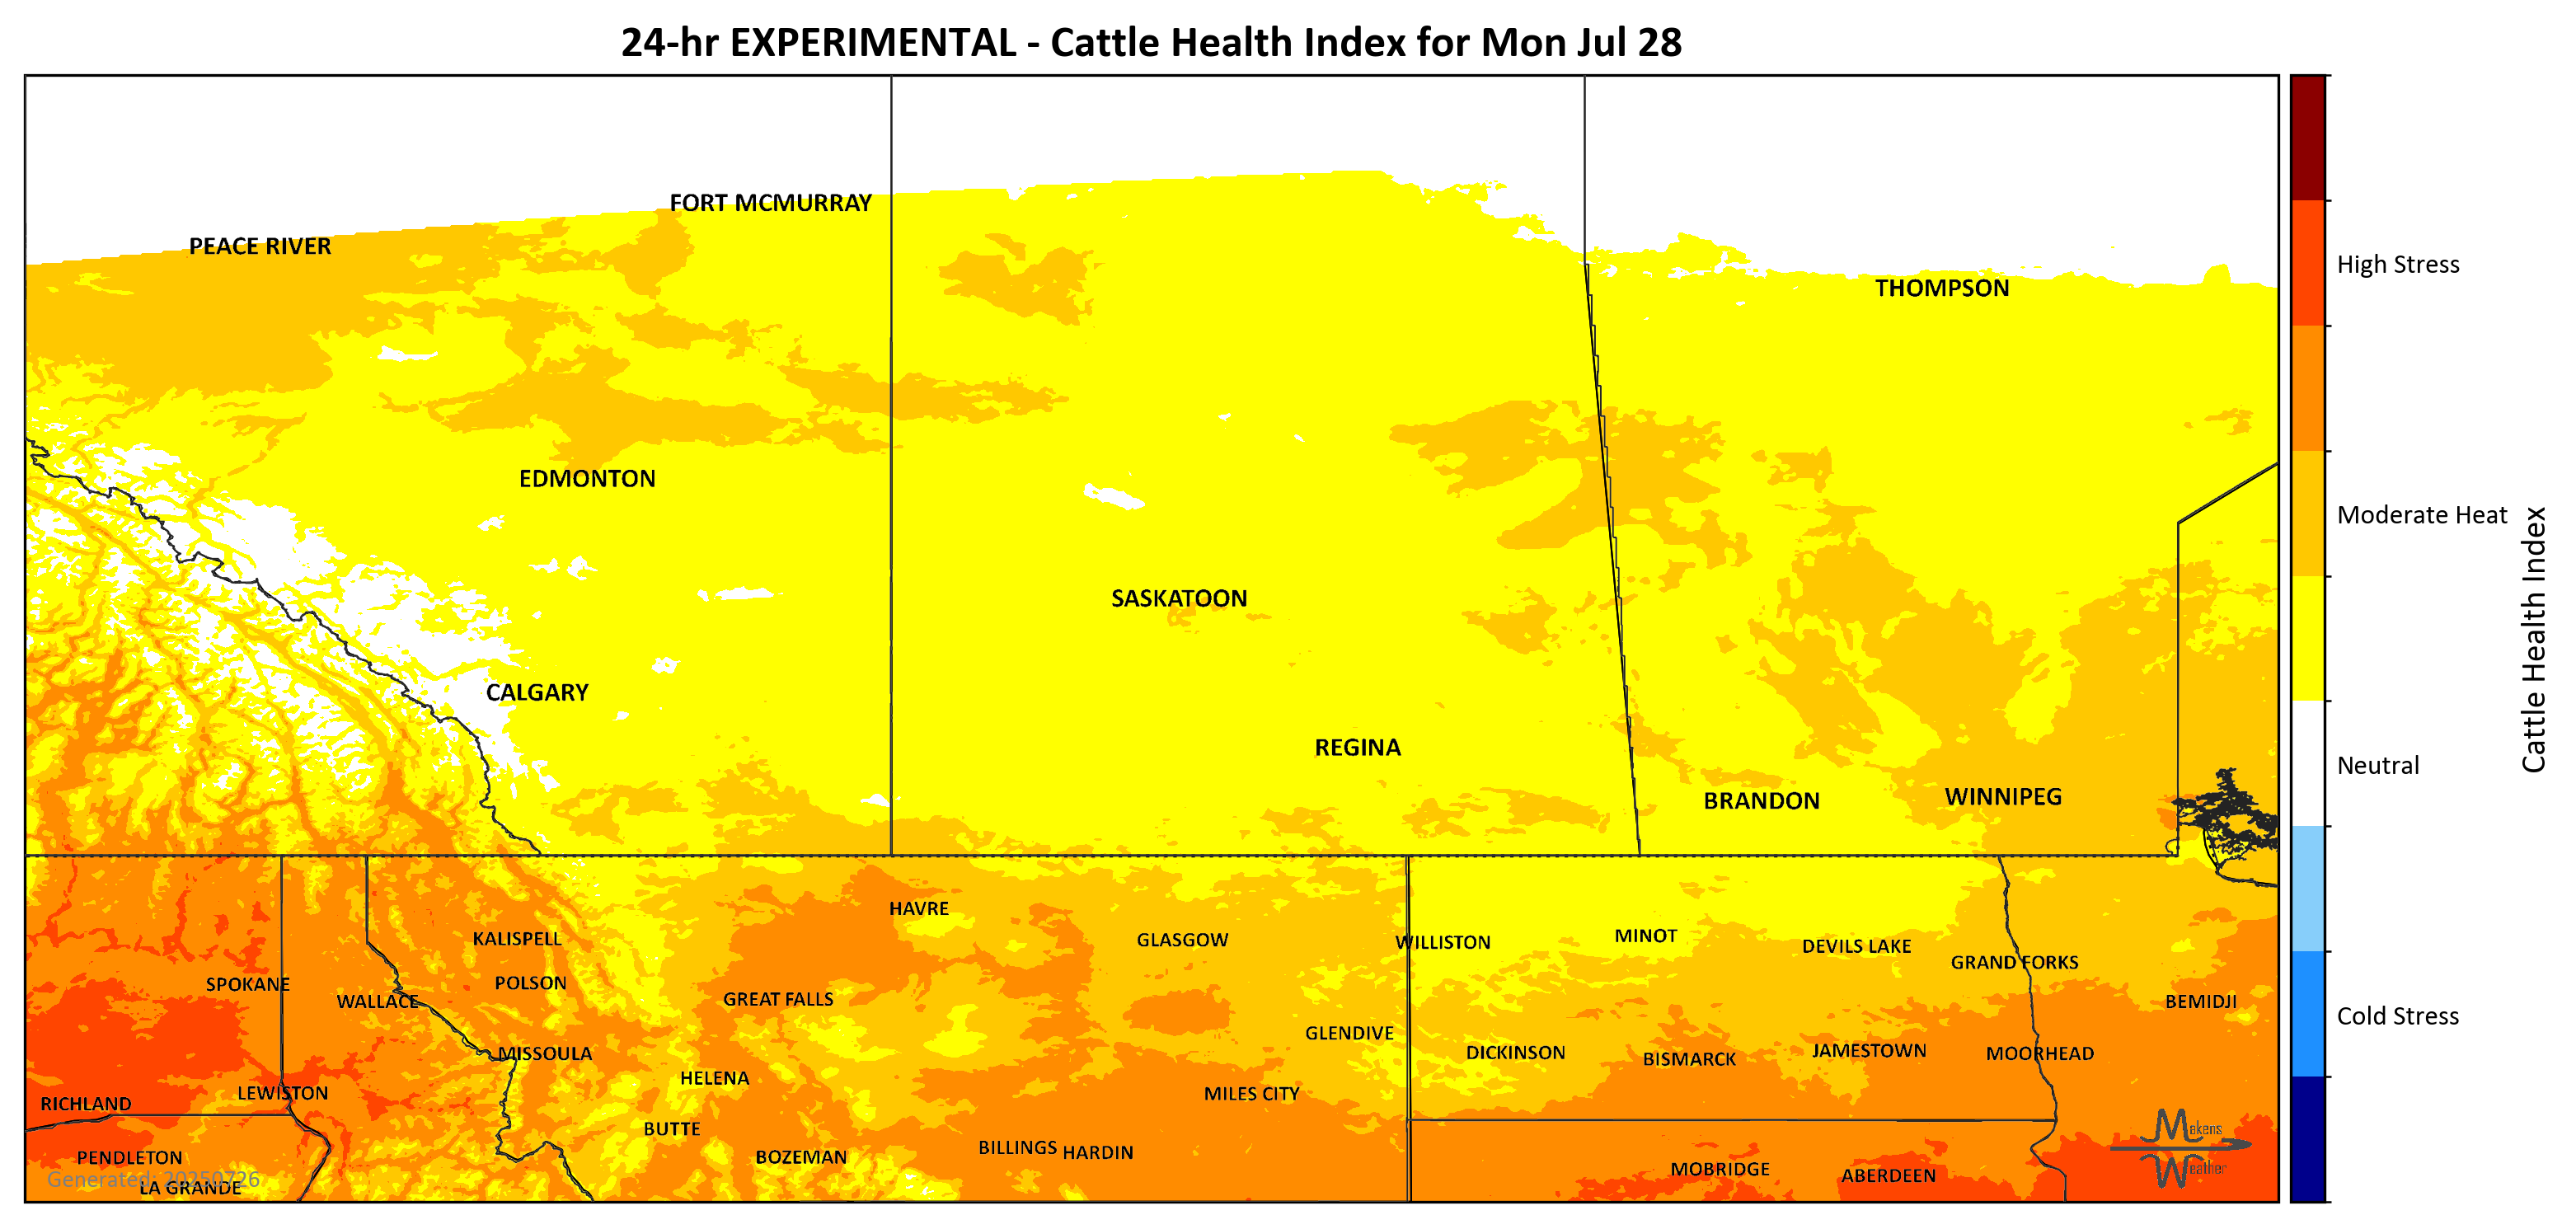 24-hr EXPERIMENTAL - Cattle Health Index for Mon Jul 28
FORT MCMURRAY
PEACE RIVER
THOMPSON
EDMONTON
SASKATOON
CALGARY
REGINA
BRANDON
WINNIPEG
HAVRE
KALISPELL
GLASGOW
WILLISTON
MINOT
DEVILS LAKE
GRAND FORKS
SPOKANE
POLSON
WALLACE
GREAT FALLS
BEMIDJI
GLENDIVE
MISSOULA
DICKINSON
BISMARCK
JAMESTOWN
MOORHEAD
HELENA
LEWISTON
MILES CITY
RICHLAND
BUTTE
BILLINGS
HARDIN
PENDLETON
BOZEMAN
MOBRIDGE
ABERDEEN
LA GRANDE
Generated: 20250726
Makens
Weather
High Stress
Moderate Heat
Neutral
Cold Stress
Cattle Health Index